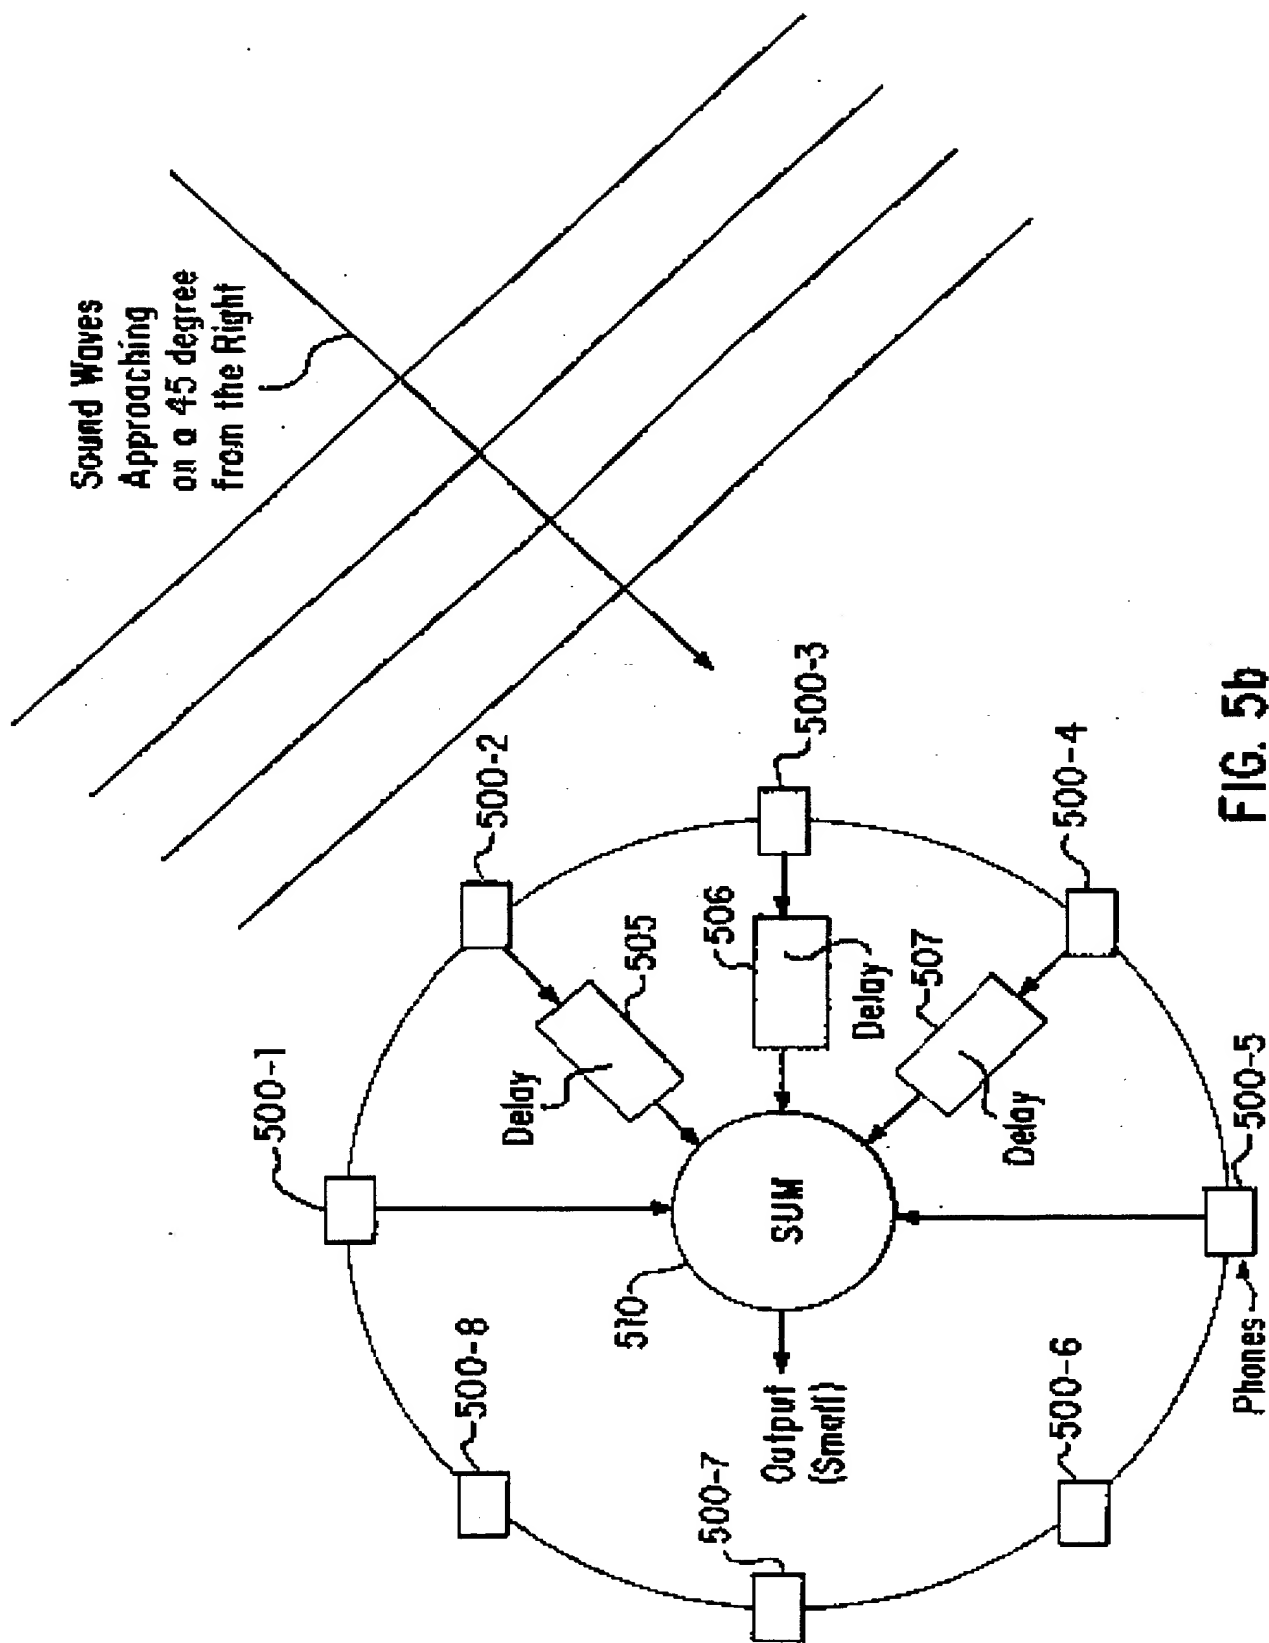 Sound Waves
Approaching
on a 45 degree
from the Right
500-1
500-2
500-3
500-4
500-5
500-6
500-7
500-8
505
Delay
506
Delay
507
Delay
510
SUM
Output
(Small)
Phones
FIG. 5b